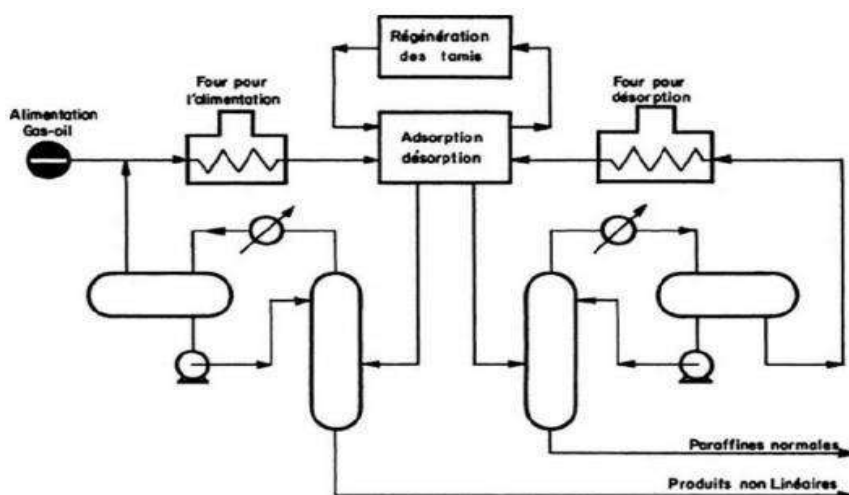 Régénération
des tamis
Four pour
l'alimentation
Four pour
désorption
Alimentation
Gas-oil
Adsorption
désorption
Paraffines normales
Produits non Linéaires